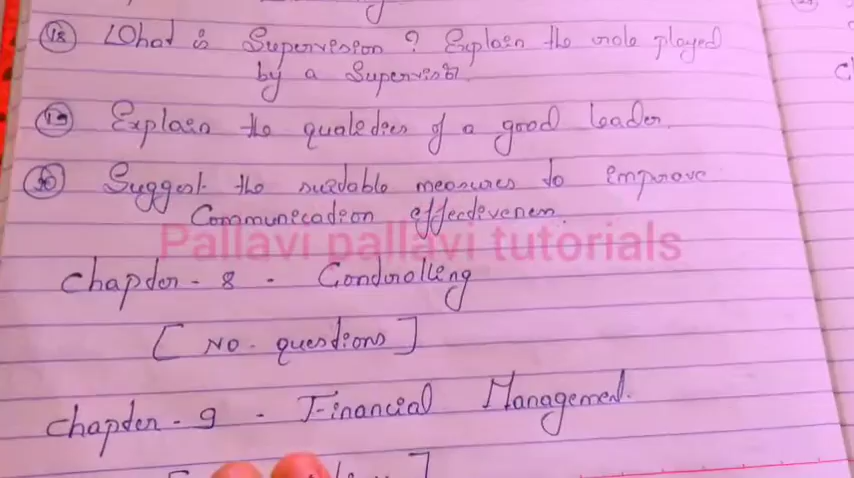 18 What is Supervision ? Explain the role played
by a Supervisor.
19 Explain the qualities of a good leader.
Suggest the suitable measures to improve
Communication effectiveness.
Pallavi pallavi tutorials
Chapter - 8 - Controlling
[ NO - questions ]
Chapter - 9 - Financial Management.